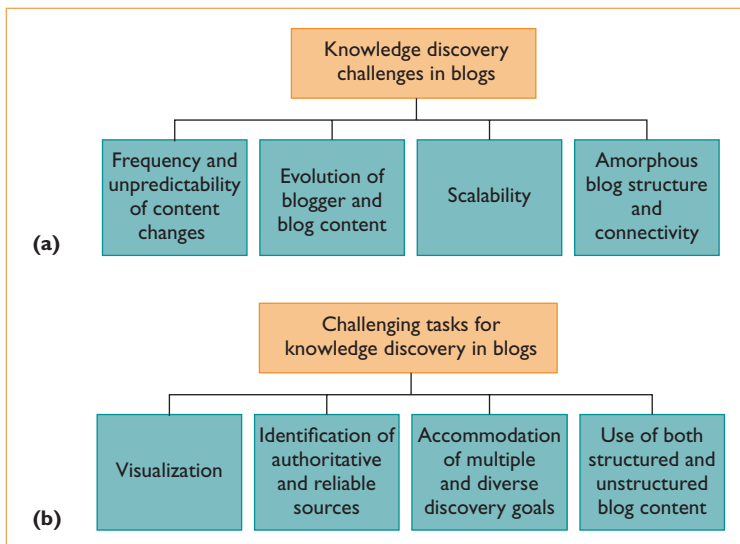 Knowledge discovery
challenges in blogs
Frequency and
unpredictability
of content
changes
Evolution of
blogger and
blog content
Scalability
Amorphous
blog structure
and
connectivity
(a)
Challenging tasks for
knowledge discovery in blogs
Visualization
Identification of
authoritative
and reliable
sources
Accommodation
of multiple
and diverse
discovery goals
Use of both
structured and
unstructured
blog content
(b)